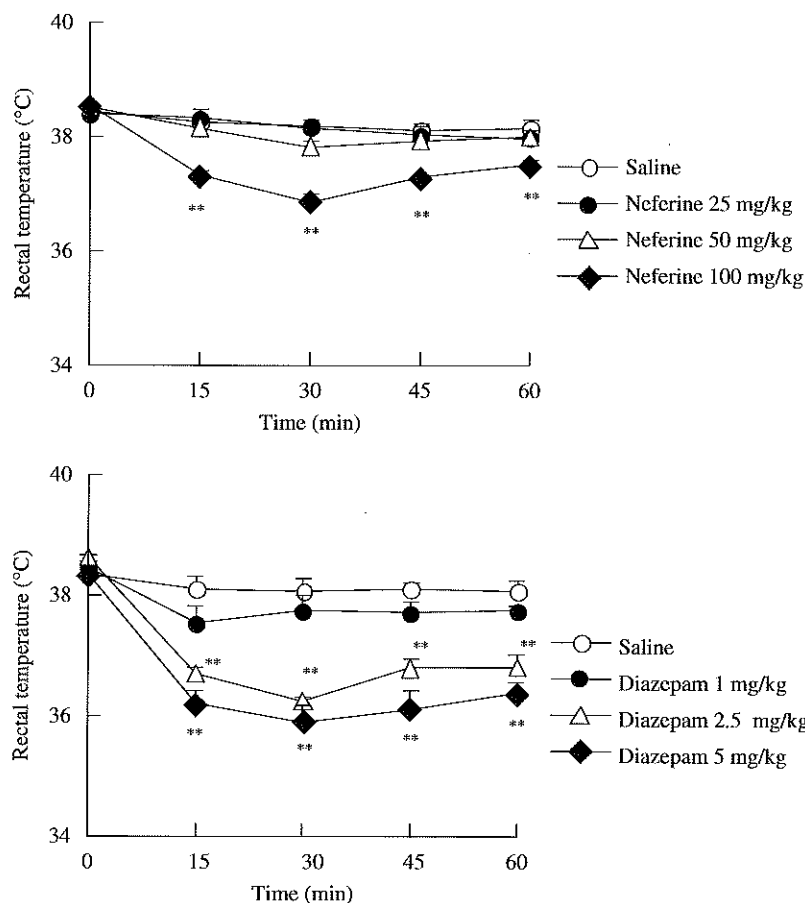 40
38
36
34
Rectal temperature (°C)
0 15 30 45 60
Time (min)
** ** ** **
Saline
Neferine 25 mg/kg
Neferine 50 mg/kg
Neferine 100 mg/kg
40
38
36
34
Rectal temperature (°C)
0 15 30 45 60
Time (min)
** ** ** **
** ** ** **
Saline
Diazepam 1 mg/kg
Diazepam 2.5 mg/kg
Diazepam 5 mg/kg